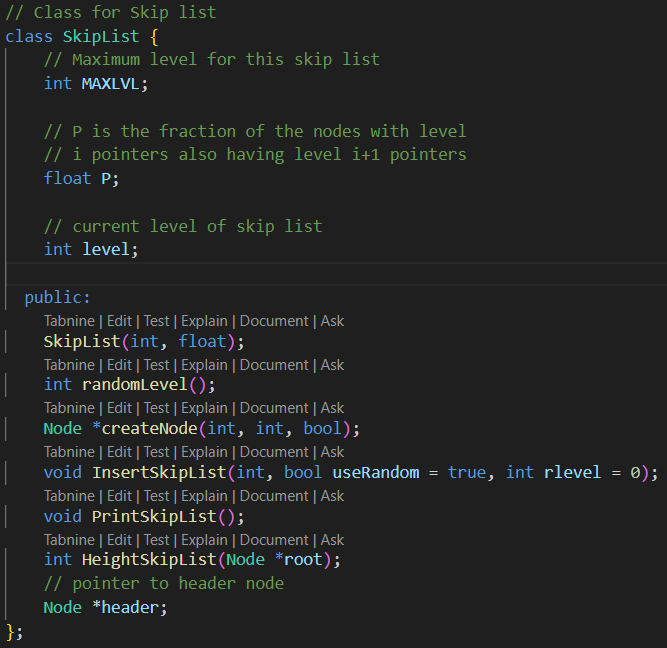 // Class for Skip list
class SkipList {
// Maximum level for this skip list
int MAXLVL;
// P is the fraction of the nodes with level
// i pointers also having level i+1 pointers
float P;
// current level of skip list
int level;
public:
Tabnine | Edit | Test | Explain | Document | Ask
SkipList(int, float);
Tabnine | Edit | Test | Explain | Document | Ask
int randomLevel();
Tabnine | Edit | Test | Explain | Document | Ask
Node *createNode(int, int, bool);
Tabnine | Edit | Test | Explain | Document | Ask
void InsertSkipList(int, bool useRandom = true, int rlevel = 0);
Tabnine | Edit | Test | Explain | Document | Ask
void PrintSkipList();
Tabnine | Edit | Test | Explain | Document | Ask
int HeightSkipList(Node *root);
// pointer to header node
Node *header;
};